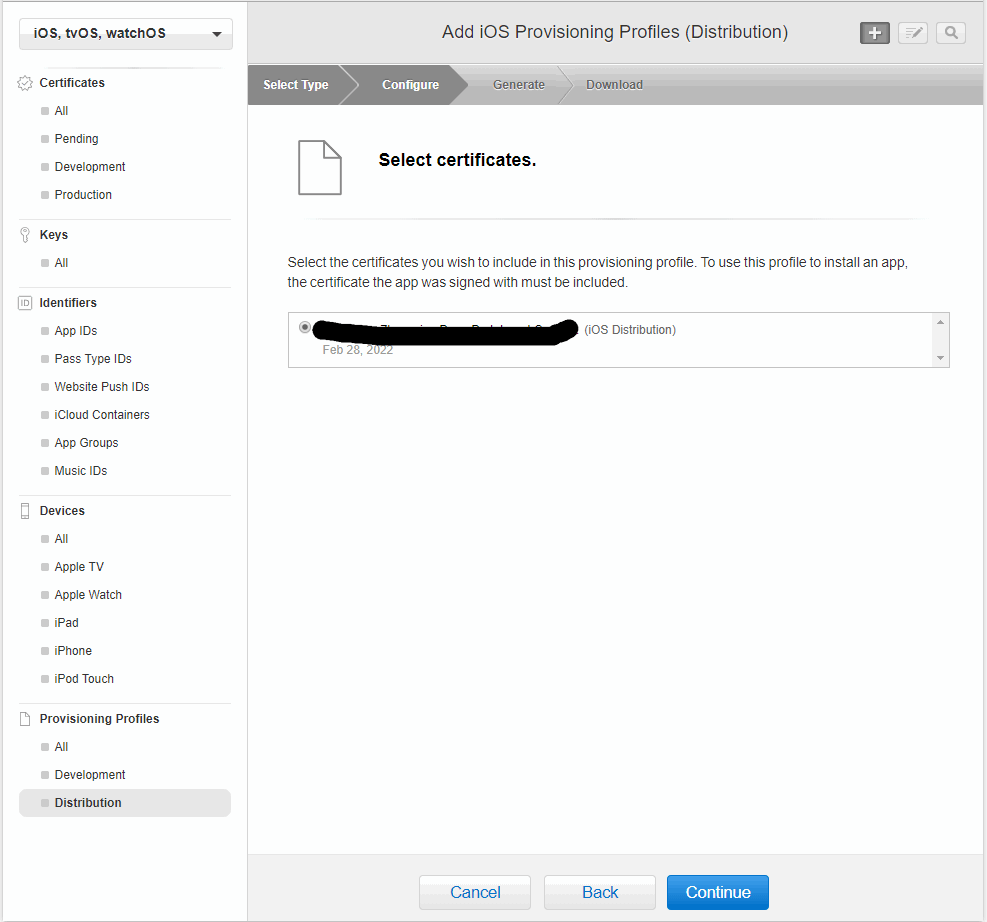 iOS, tvOS, watchOS
Add iOS Provisioning Profiles (Distribution)
Select Type
Configure
Generate
Download
Certificates
All
Pending
Development
Production
Keys
All
ID Identifiers
App IDs
Pass Type IDs
Website Push IDs
iCloud Containers
App Groups
Music IDs
Devices
All
Apple TV
Apple Watch
iPad
iPhone
iPod Touch
Provisioning Profiles
All
Development
Distribution
Select certificates.
Select the certificates you wish to include in this provisioning profile. To use this profile to install an app,
the certificate the app was signed with must be included.
(iOS Distribution)
Feb 28, 2022
Cancel
Back
Continue